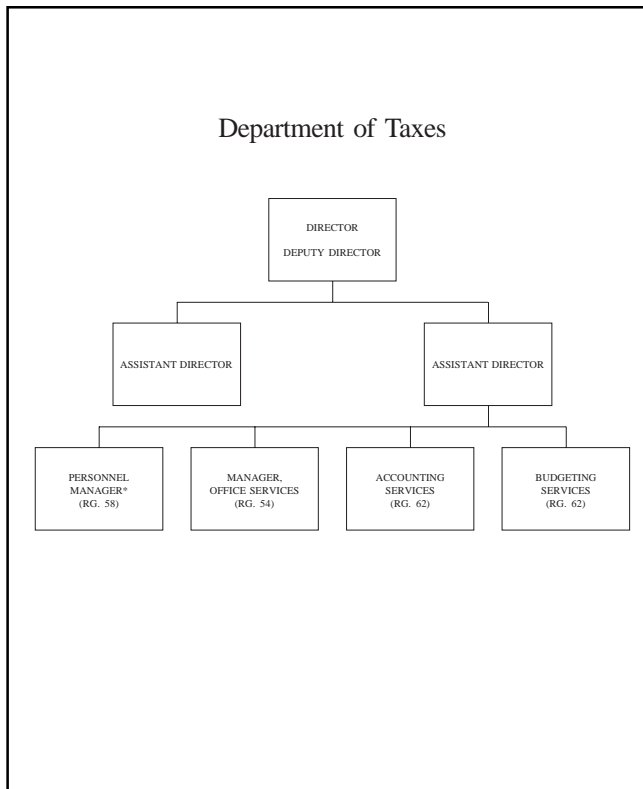 Department of Taxes
DIRECTOR
DEPUTY DIRECTOR
ASSISTANT DIRECTOR
ASSISTANT DIRECTOR
PERSONNEL
MANAGER*
(RG. 58)
MANAGER,
OFFICE SERVICES
(RG. 54)
ACCOUNTING
SERVICES
(RG. 62)
BUDGETING
SERVICES
(RG. 62)